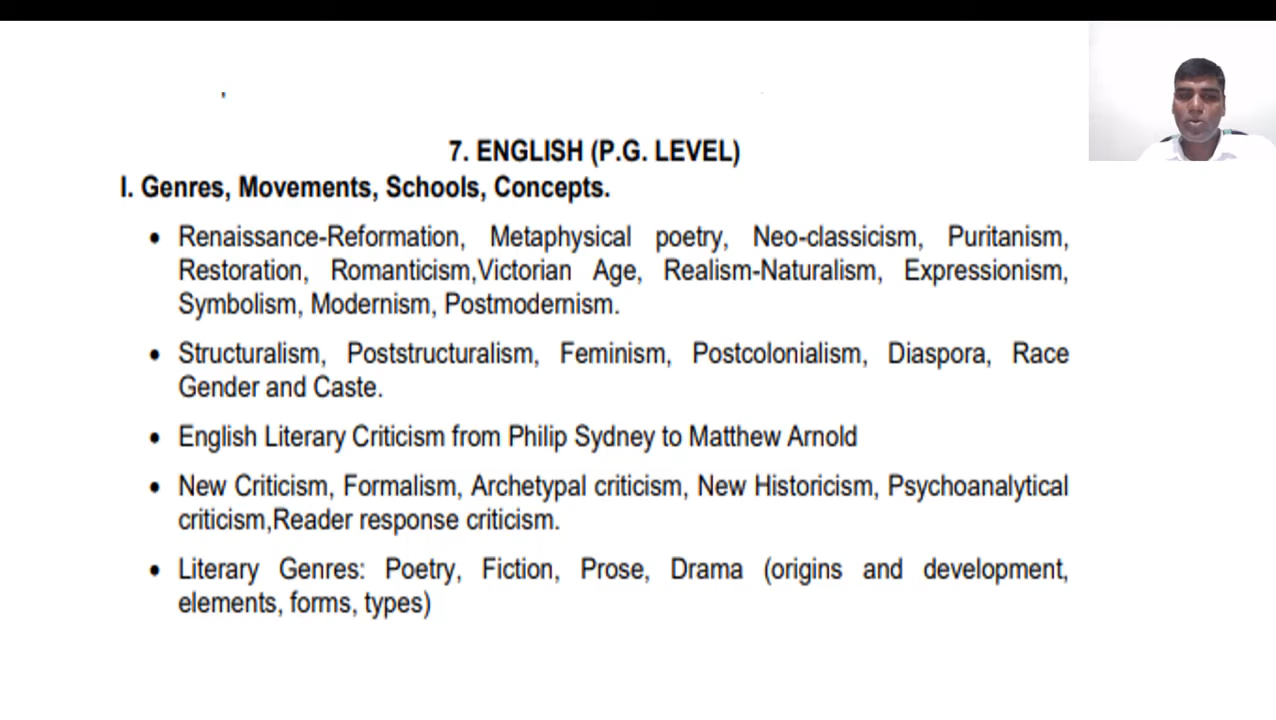 7. ENGLISH (P.G. LEVEL)
I. Genres, Movements, Schools, Concepts.
• Renaissance-Reformation, Metaphysical poetry, Neo-classicism, Puritanism,
Restoration, Romanticism,Victorian Age, Realism-Naturalism, Expressionism,
Symbolism, Modernism, Postmodernism.
• Structuralism, Poststructuralism, Feminism, Postcolonialism, Diaspora, Race
Gender and Caste.
• English Literary Criticism from Philip Sydney to Matthew Arnold
• New Criticism, Formalism, Archetypal criticism, New Historicism, Psychoanalytical
criticism,Reader response criticism.
• Literary Genres: Poetry, Fiction, Prose, Drama (origins and development,
elements, forms, types)